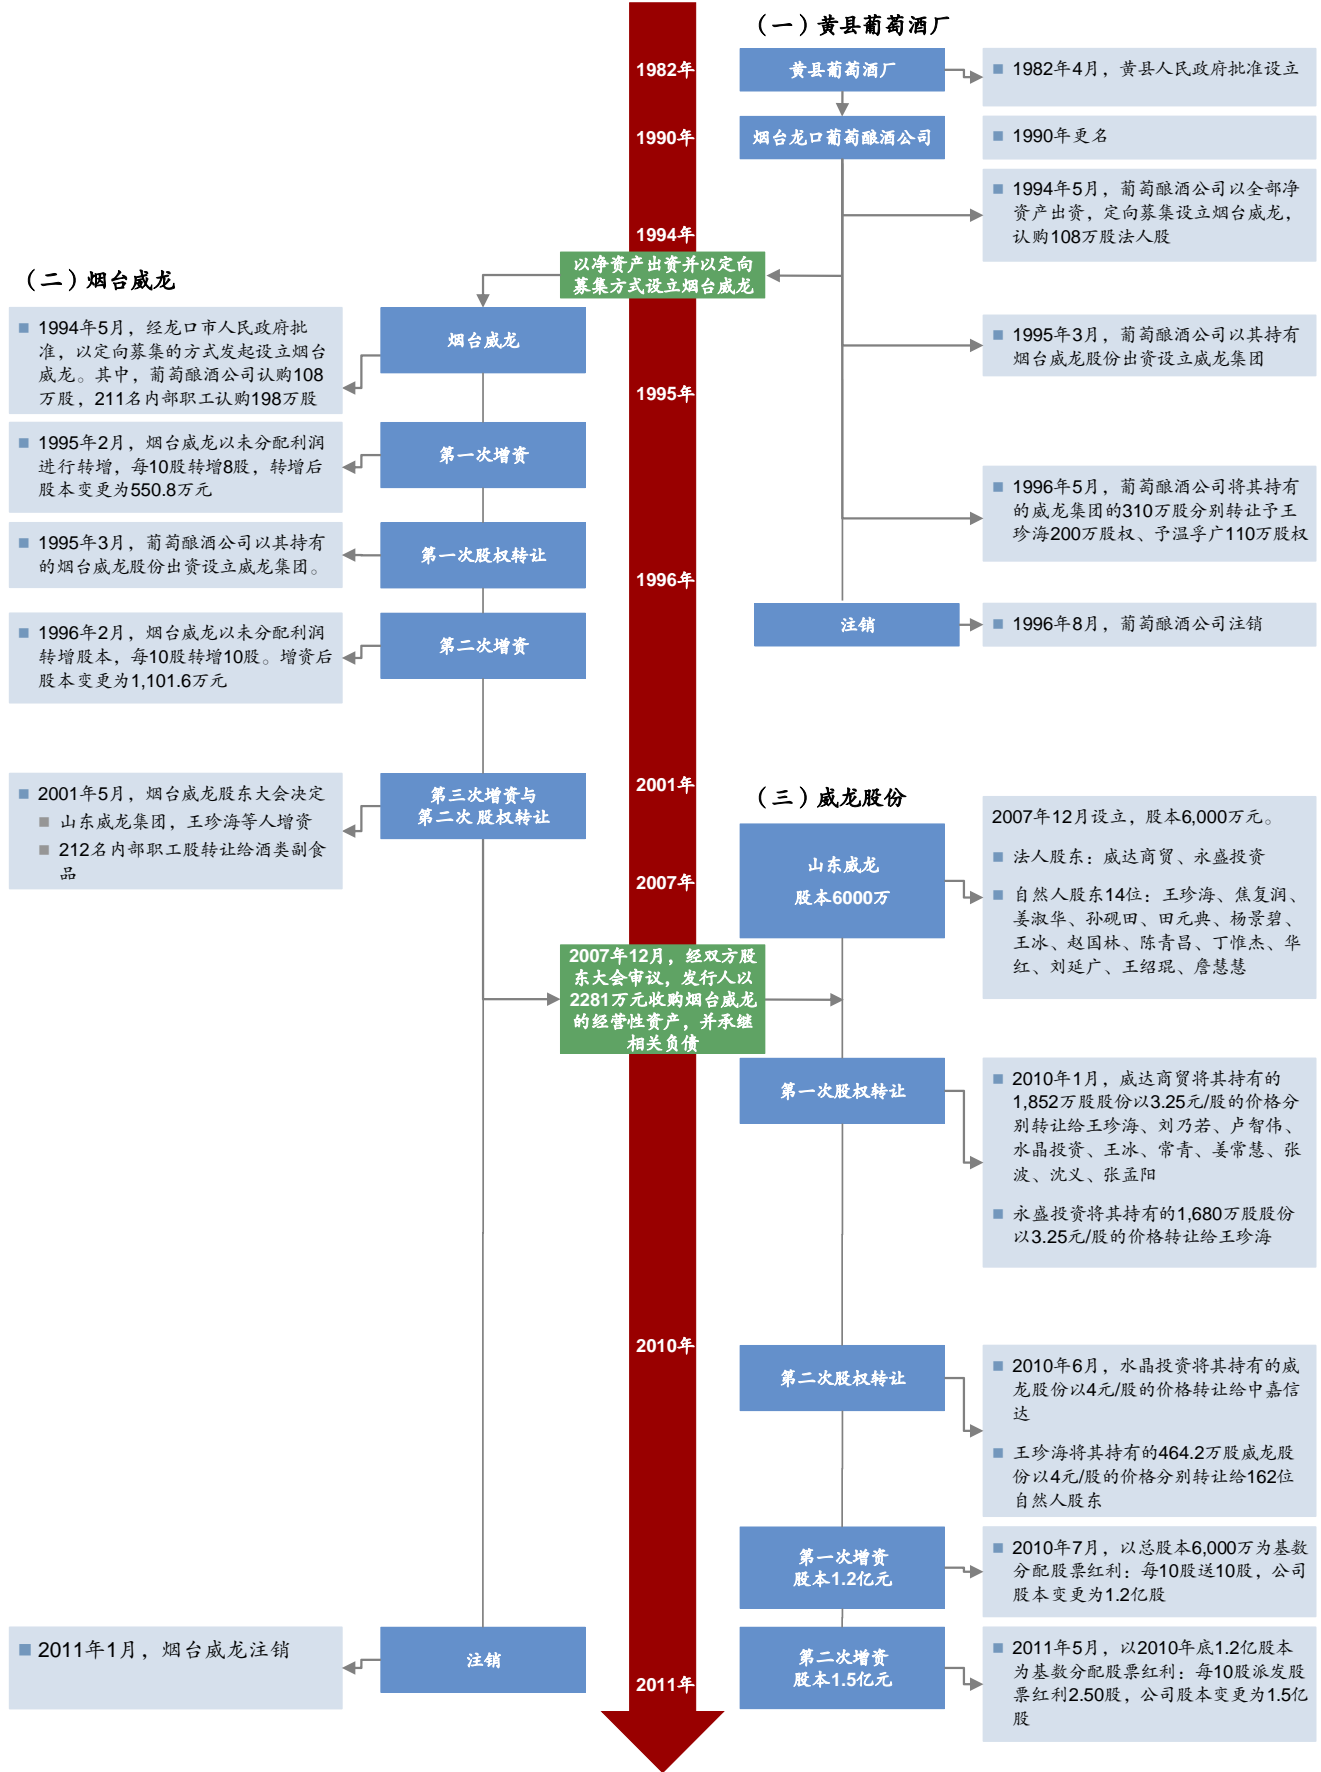 （一）黄县葡萄酒厂
1982年
黄县葡萄酒厂
■ 1982年4月，黄县人民政府批准设立
1990年
烟台龙口葡萄酿酒公司
■ 1990年更名
■ 1994年5月，葡萄酿酒公司以全部净
资产出资，定向募集设立烟台威龙，
认购108万股法人股
1994年
以净资产出资并以定向
募集方式设立烟台威龙
■ 1995年3月，葡萄酿酒公司以其持有
烟台威龙股份出资设立威龙集团
■ 1996年5月，葡萄酿酒公司将其持有
的威龙集团的310万股分别转让予王
珍海200万股权、予温孚广110万股权
注销
■ 1996年8月，葡萄酿酒公司注销
（二）烟台威龙
烟台威龙
■ 1994年5月，经龙口市人民政府批
准，以定向募集的方式发起设立烟台
威龙。其中，葡萄酿酒公司认购108
万股，211名内部职工认购198万股
1995年
第一次增资
■ 1995年2月，烟台威龙以未分配利润
进行转增，每10股转增8股，转增后
股本变更为550.8万元
第一次股权转让
■ 1995年3月，葡萄酿酒公司以其持有
的烟台威龙股份出资设立威龙集团。
1996年
第二次增资
■ 1996年2月，烟台威龙以未分配利润
转增股本，每10股转增10股。增资后
股本变更为1,101.6万元
2001年
第三次增资与
第二次 股权转让
■ 2001年5月，烟台威龙股东大会决定
■ 山东威龙集团，王珍海等人增资
■ 212名内部职工股转让给酒类副食
品
（三）威龙股份
2007年
山东威龙
股本6000万
2007年12月设立，股本6,000万元。
■ 法人股东：威达商贸、永盛投资
■ 自然人股东14位：王珍海、焦复润、
姜淑华、孙砚田、田元典、杨景碧、
王冰、赵国林、陈青昌、丁惟杰、华
红、刘延广、王绍琨、詹慧慧
2007年12月，经双方股
东大会审议，发行人以
2281万元收购烟台威龙
的经营性资产，并承继
相关负债
第一次股权转让
■ 2010年1月，威达商贸将其持有的
1,852万股股份以3.25元/股的价格分
别转让给王珍海、刘乃若、卢智伟、
水晶投资、王冰、常青、姜常慧、张
波、沈义、张孟阳
■ 永盛投资将其持有的1,680万股股份
以3.25元/股的价格转让给王珍海
2010年
第二次股权转让
■ 2010年6月，水晶投资将其持有的威
龙股份以4元/股的价格转让给中嘉信
达
■ 王珍海将其持有的464.2万股威龙股
份以4元/股的价格分别转让给162位
自然人股东
第一次增资
股本1.2亿元
■ 2010年7月，以总股本6,000万为基数
分配股票红利：每10股送10股，公司
股本变更为1.2亿股
■ 2011年1月，烟台威龙注销
注销
2011年
第二次增资
股本1.5亿元
■ 2011年5月，以2010年底1.2亿股本
为基数分配股票红利：每10股派发股
票红利2.50股，公司股本变更为1.5亿
股